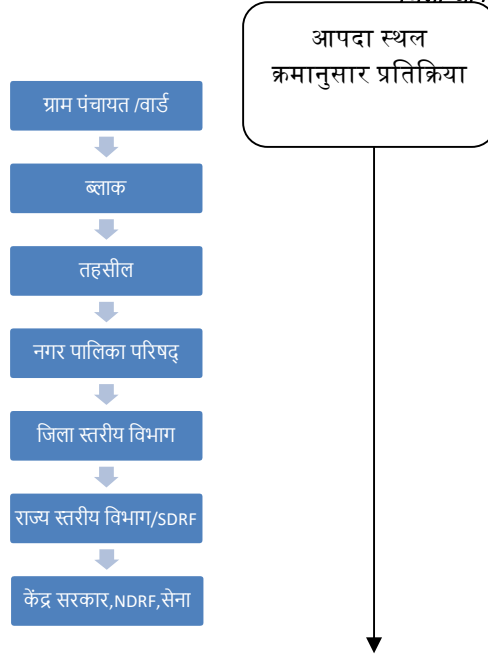 आपदा स्थल
क्रमानुसार प्रतिक्रिया
ग्राम पंचायत /वार्ड
ब्लाक
तहसील
नगर पालिका परिषद्
जिला स्तरीय विभाग
राज्य स्तरीय विभाग/SDRF
केंद्र सरकार,NDRF,सेना